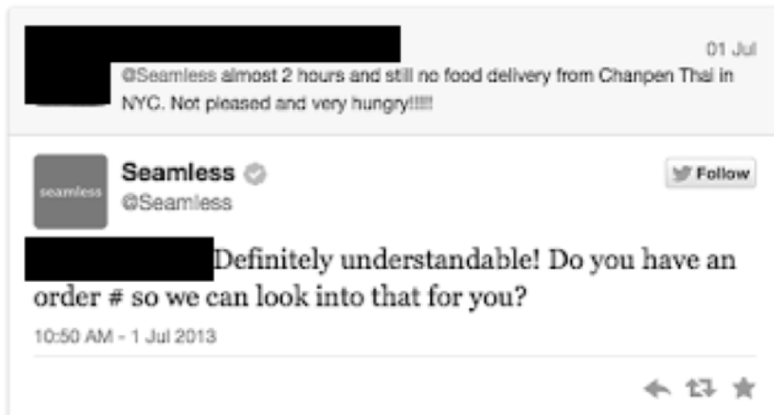 01 Jul
@Seamless almost 2 hours and still no food delivery from Chanpen Thai in
NYC. Not pleased and very hungry!!!!!
seamless
Seamless
Follow
@Seamless
Definitely understandable! Do you have an
order # so we can look into that for you?
10:50 AM - 1 Jul 2013